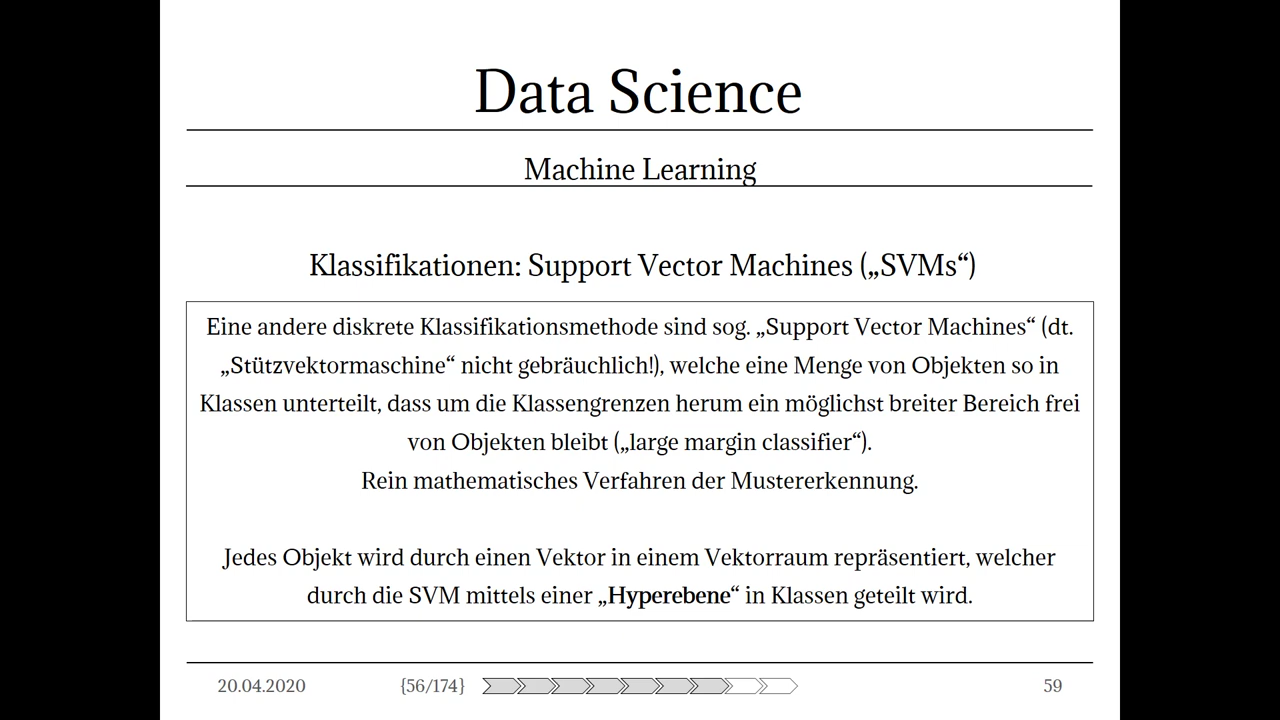 Data Science
Machine Learning
Klassifikationen: Support Vector Machines („SVMs“)
Eine andere diskrete Klassifikationsmethode sind sog. „Support Vector Machines“ (dt.
„Stützvektormaschine“ nicht gebräuchlich!), welche eine Menge von Objekten so in
Klassen unterteilt, dass um die Klassengrenzen herum ein möglichst breiter Bereich frei
von Objekten bleibt („large margin classifier“).
Rein mathematisches Verfahren der Mustererkennung.
Jedes Objekt wird durch einen Vektor in einem Vektorraum repräsentiert, welcher
durch die SVM mittels einer „Hyperebene“ in Klassen geteilt wird.
20.04.2020 {56/174} 59